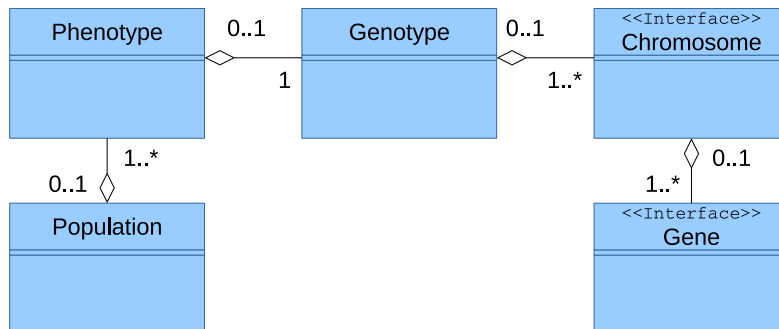 Phenotype
0..1
1
Genotype
0..1
1..*
<<Interface>>
Chromosome
1..*
0..1
0..1
1..*
Population
<<Interface>>
Gene